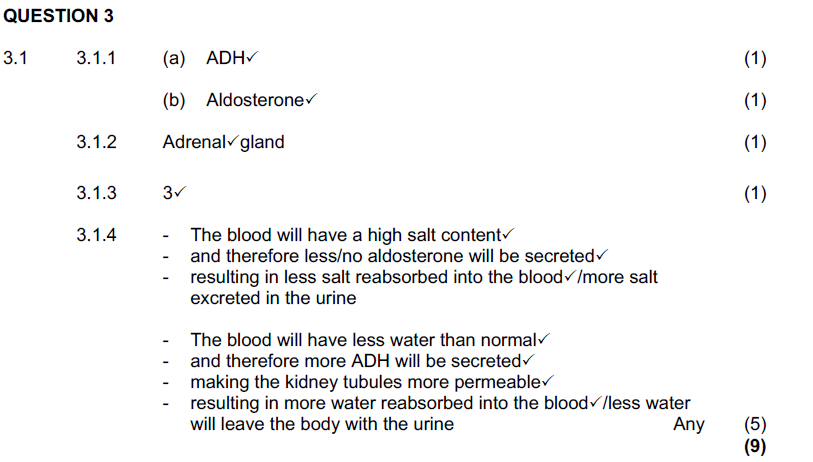 QUESTION 3
3.1 3.1.1 (a) ADH✓ (1)
(b) Aldosterone✓ (1)
3.1.2 Adrenal✓gland (1)
3.1.3 3✓ (1)
3.1.4 - The blood will have a high salt content✓
- and therefore less/no aldosterone will be secreted✓
- resulting in less salt reabsorbed into the blood✓/more salt
excreted in the urine
- The blood will have less water than normal✓
- and therefore more ADH will be secreted✓
- making the kidney tubules more permeable✓
- resulting in more water reabsorbed into the blood✓/less water
will leave the body with the urine Any (5)
(9)